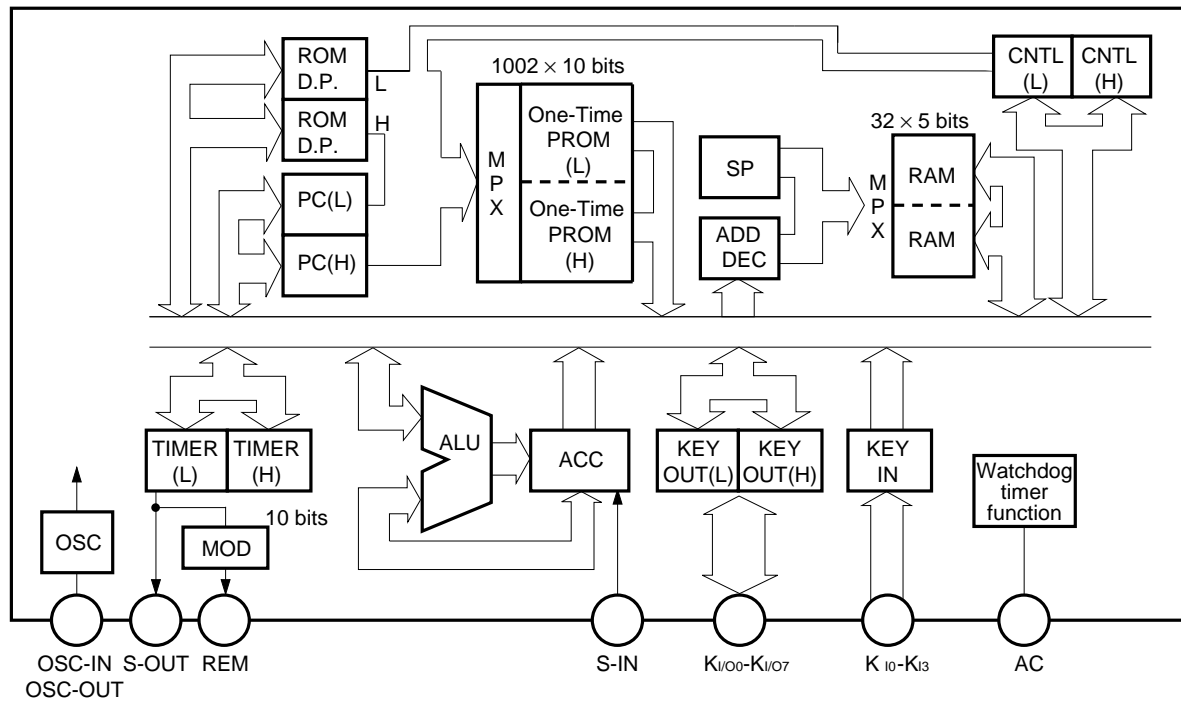 ROM
D.P.
L
ROM
D.P.
H
PC(L)
PC(H)
1002 × 10 bits
M
P
X
One-Time
PROM
(L)
One-Time
PROM
(H)
SP
ADD
DEC
M
P
X
32 × 5 bits
RAM
RAM
CNTL
(L)
CNTL
(H)
TIMER
(L)
TIMER
(H)
10 bits
OSC
MOD
ALU
ACC
KEY
OUT(L)
KEY
OUT(H)
KEY
IN
Watchdog
timer
function
OSC-IN
OSC-OUT
S-OUT
REM
S-IN
KI/O0-KI/O7
K I0-KI3
AC